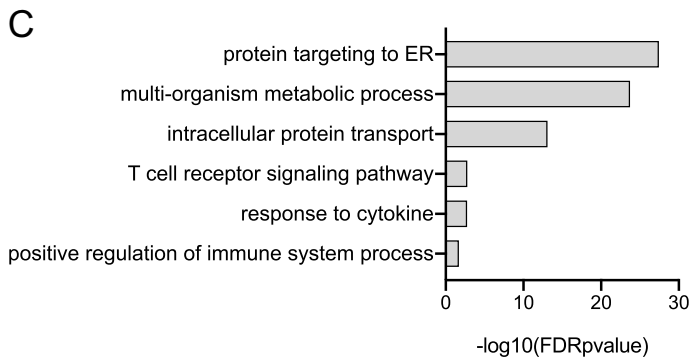 C
protein targeting to ER
multi-organism metabolic process
intracellular protein transport
T cell receptor signaling pathway
response to cytokine
positive regulation of immune system process
0 10 20 30
-log10(FDRpvalue)